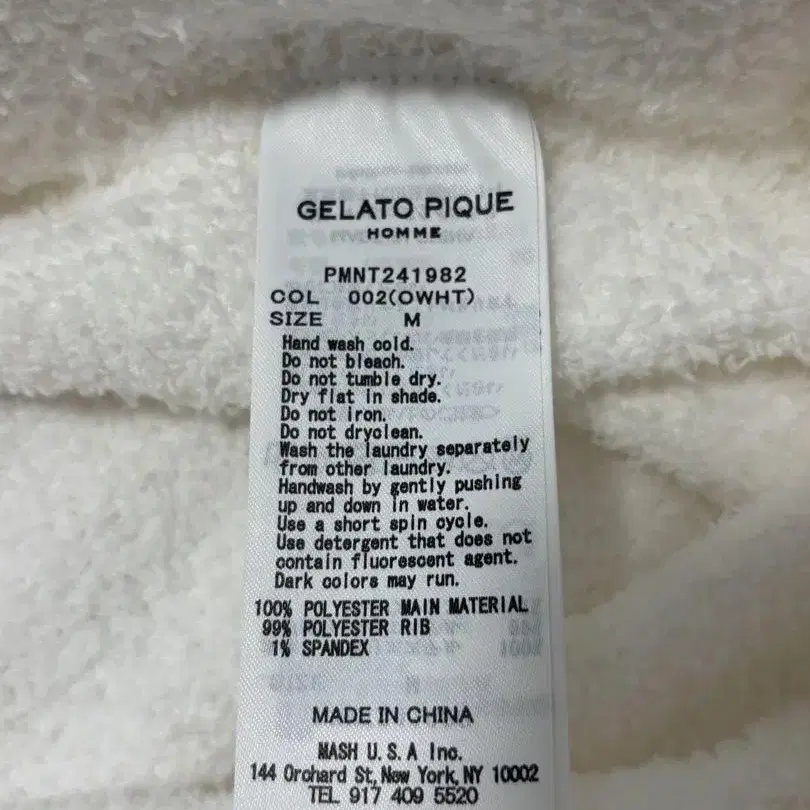 GELATO PIQUE
HOMME
PMNT241982
COL 002(OWHT)
SIZE M
Hand wash cold.
Do not bleach.
Do not tumble dry.
Dry flat in shade.
Do not iron.
Do not dryclean.
Wash the laundry separately
from other laundry.
Handwash by gently pushing
up and down in water.
Use a short spin cycle.
Use detergent that does not
contain fluorescent agent.
Dark colors may run.
100% POLYESTER MAIN MATERIAL
99% POLYESTER RIB
1% SPANDEX
MADE IN CHINA
MASH U.S.A Inc.
144 Orchard St, New York, NY 10002
TEL 917 409 5520